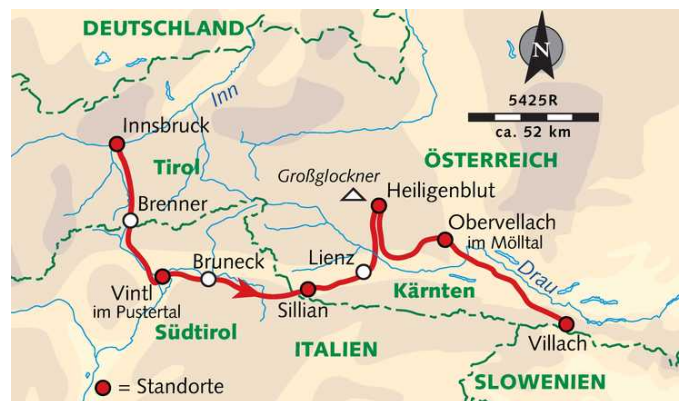 DEUTSCHLAND
N
Inn
5425R
ca. 52 km
Innsbruck
Tirol
ÖSTERREICH
Großglockner
Heiligenblut
Brenner
Obervellach
im Mölltal
Bruneck
Lienz
Drau
Vintl
im Pustertal
Kärnten
Sillian
Südtirol
Villach
ITALIEN
SLOWENIEN
= Standorte